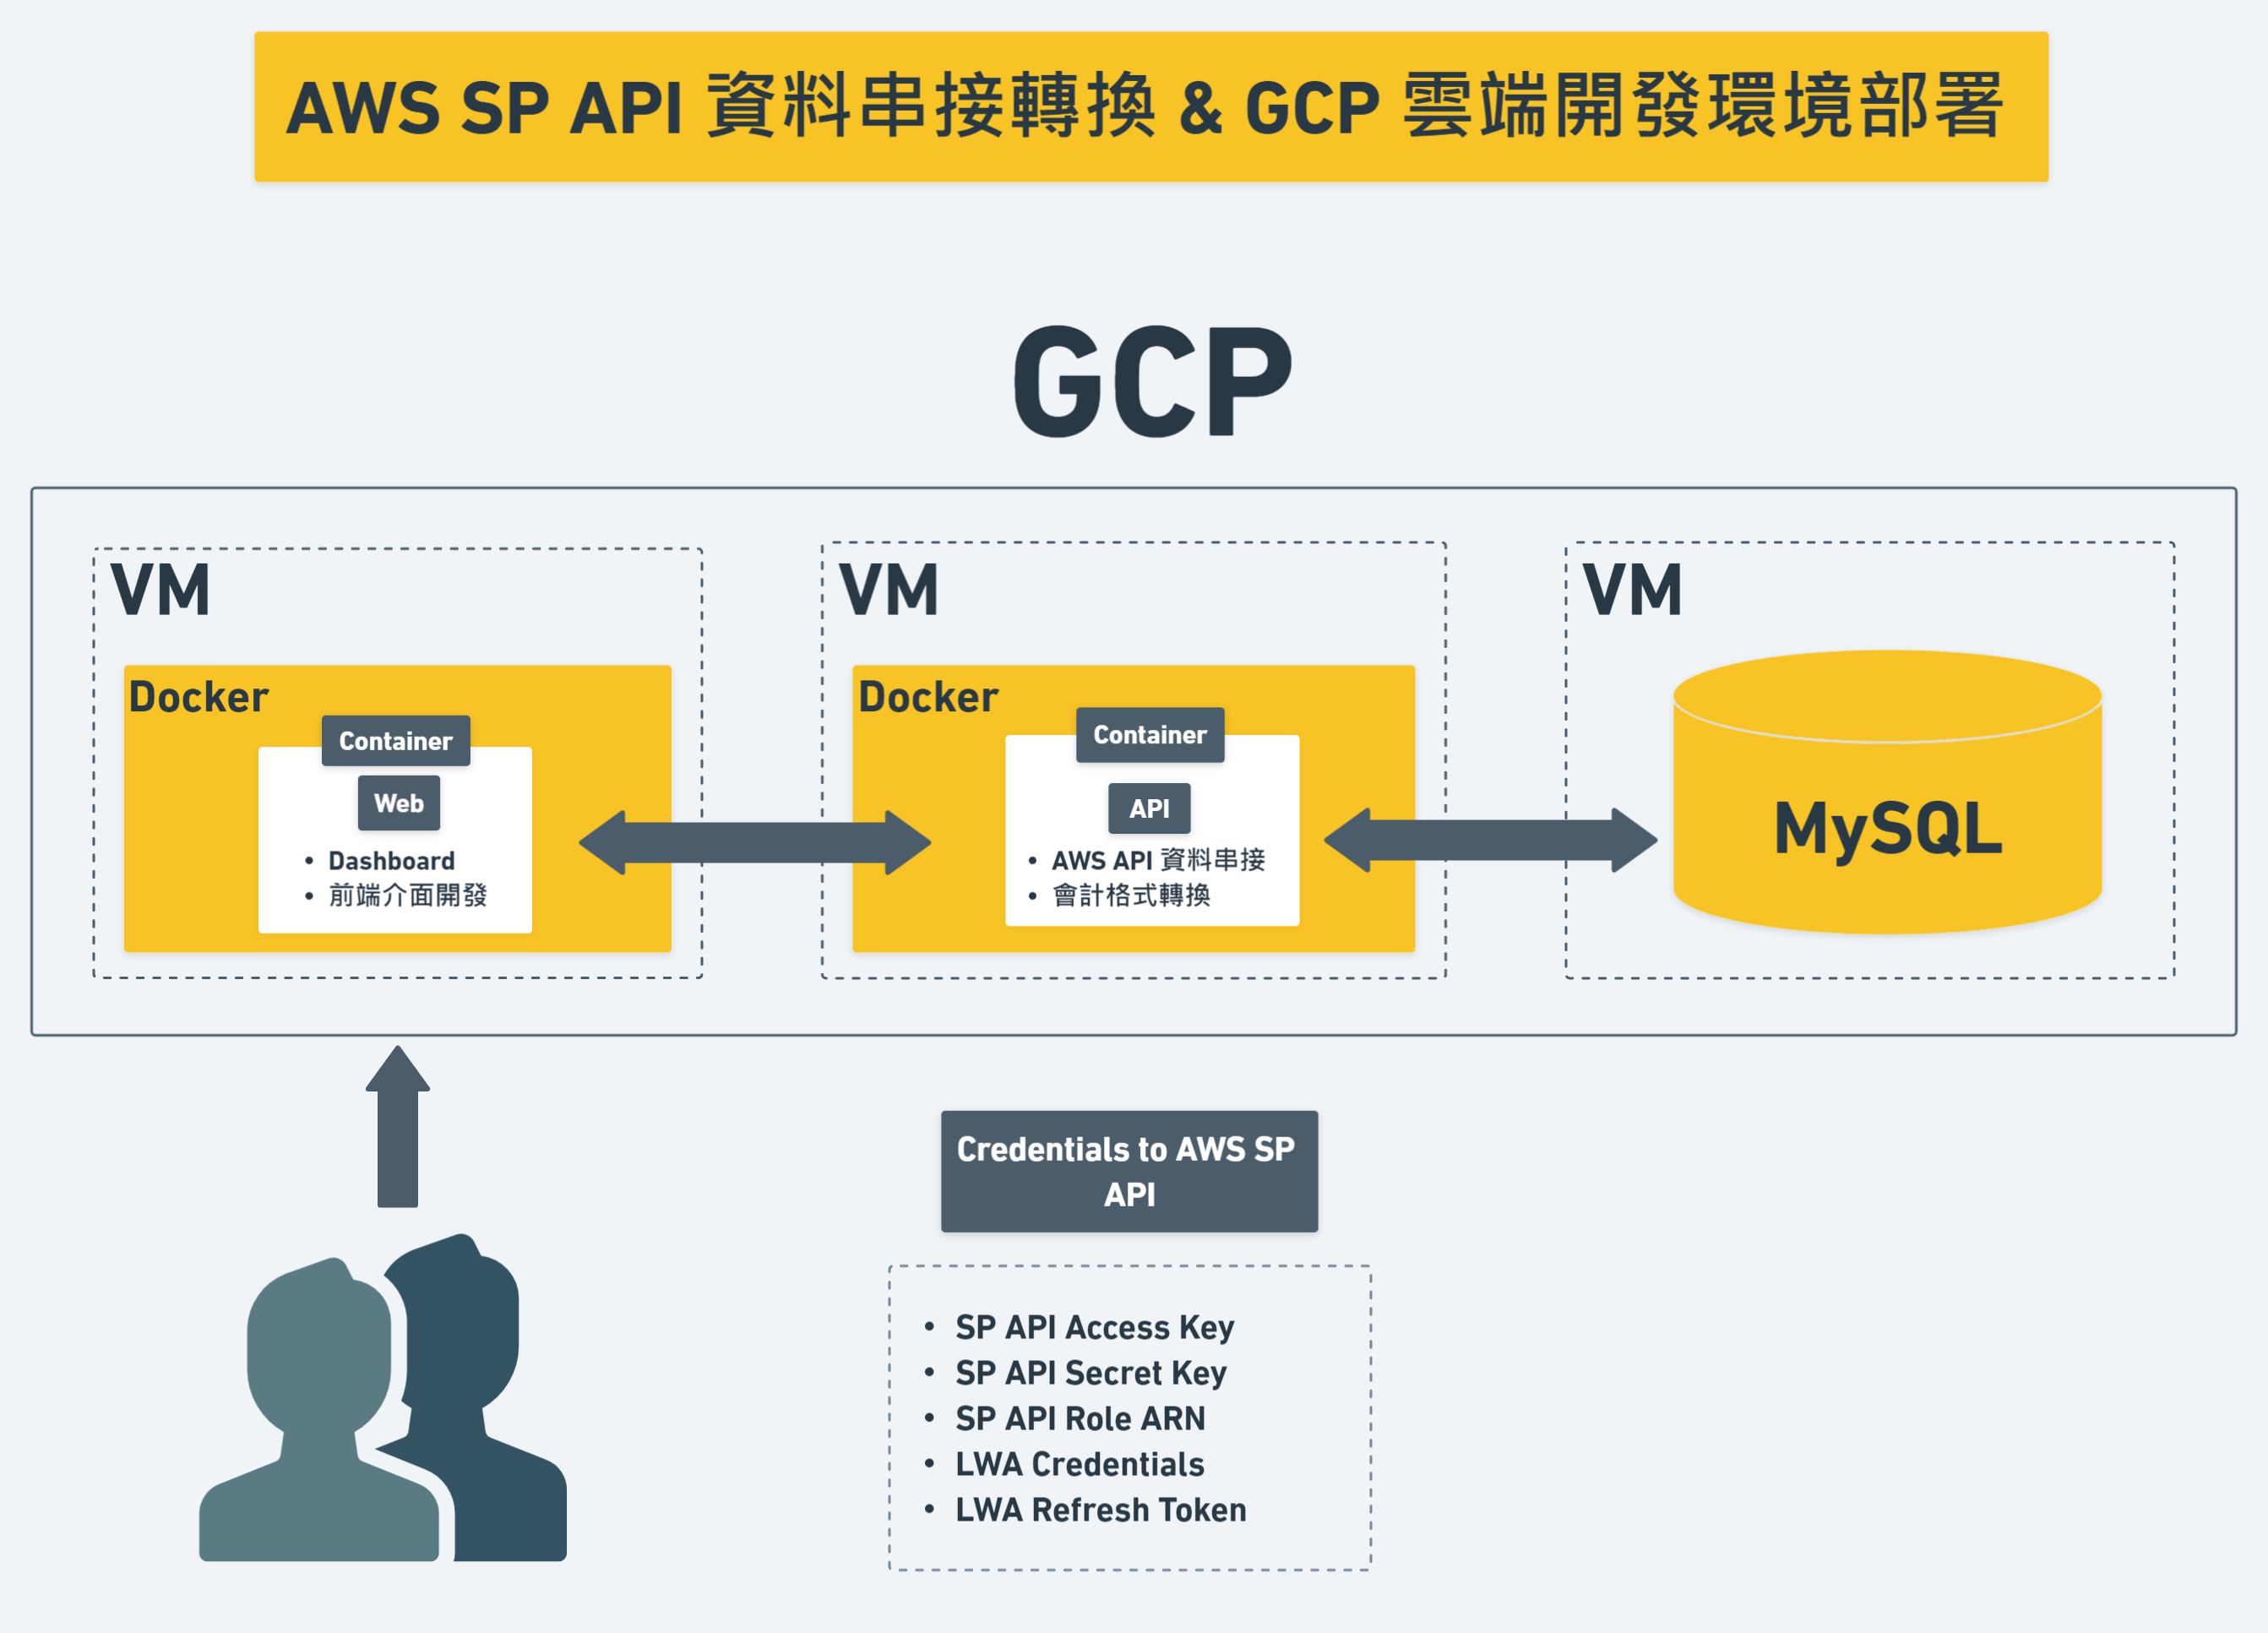 AWS SP API 資料串接轉換 & GCP 雲端開發環境部署
GCP
VM
Docker
Container
Web
• Dashboard
• 前端介面開發
VM
Docker
Container
API
• AWS API 資料串接
• 會計格式轉換
VM
MySQL
Credentials to AWS SP
API
• SP API Access Key
• SP API Secret Key
• SP API Role ARN
• LWA Credentials
• LWA Refresh Token